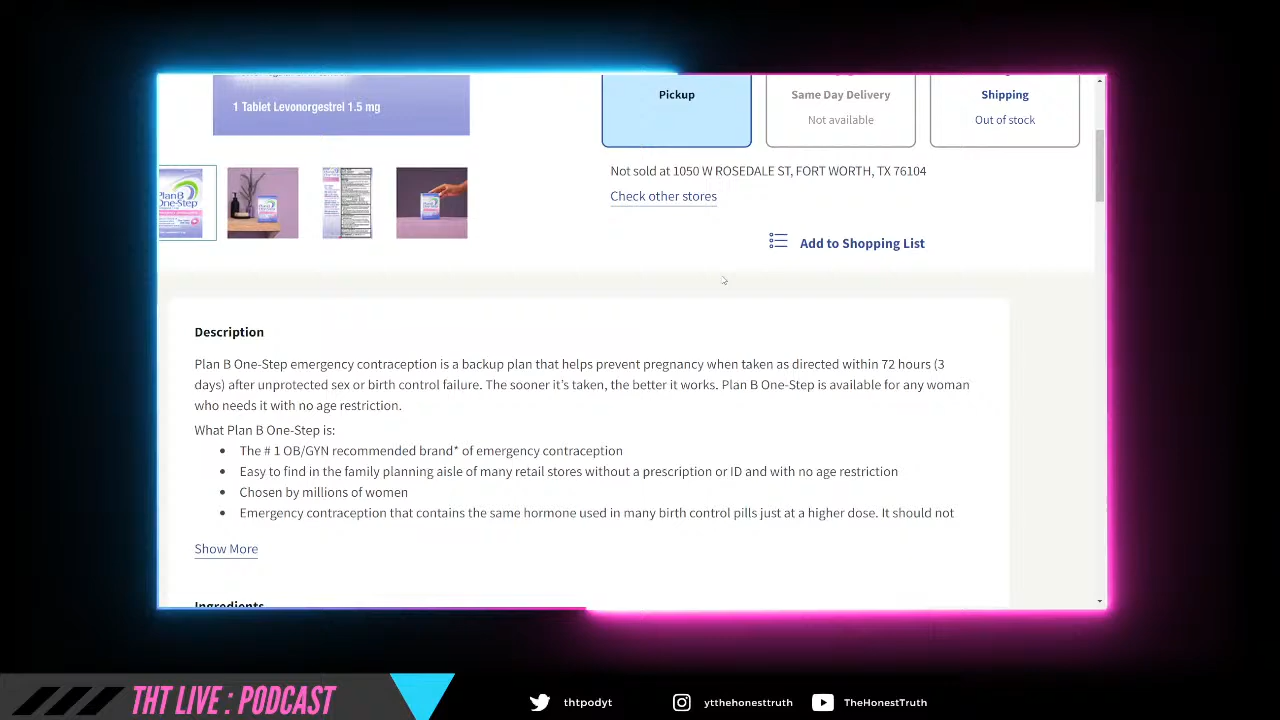 1 Tablet Levonorgestrel 1.5 mg
Plan B
One-Step
Pickup
Same Day Delivery
Not available
Shipping
Out of stock
Not sold at 1050 W ROSEDALE ST,FORT WORTH, TX 76104
Check other stores
Add to Shopping List
Description
Plan B One-Step emergency contraception is a backup plan that helps prevent pregnancy when taken as directed within 72 hours (3
days) after unprotected sex or birth control failure. The sooner it's taken, the better it works. Plan B One-Step is available for any woman
who needs it with no age restriction.
What Plan B One-Step is:
• The # 1 OB/GYN recommended brand* of emergency contraception
• Easy to find in the family planning aisle of many retail stores without a prescription or ID and with no age restriction
• Chosen by millions of women
• Emergency contraception that contains the same hormone used in many birth control pills just at a higher dose. It should not
Show More
Ingredients
THT LIVE : PODCAST
thtpodyt
ytthehonesttruth
TheHonestTruth